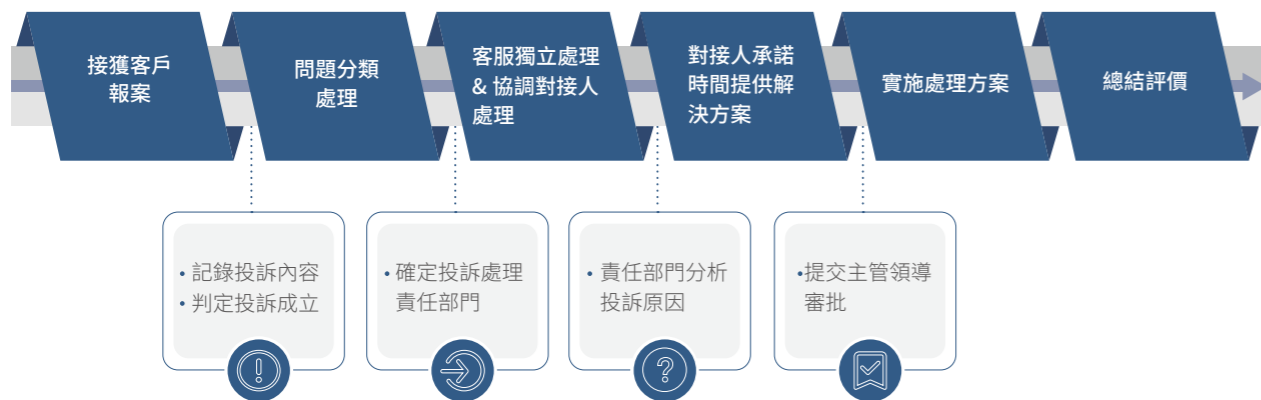 接獲客戶
報案
問題分類
處理
客服獨立處理
& 協調對接人
處理
對接人承諾
時間提供解
決方案
實施處理方案
總結評價
• 記錄投訴內容
• 判定投訴成立
• 確定投訴處理
責任部門
• 責任部門分析
投訴原因
•提交主管領導
審批